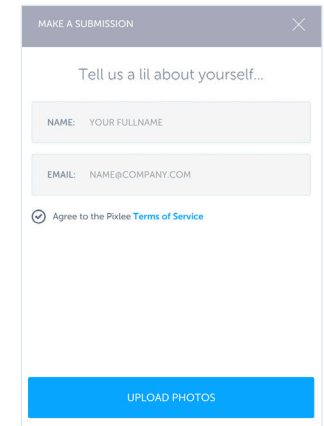 MAKE A SUBMISSION
Tell us a lil about yourself...
NAME: YOUR FULLNAME
EMAIL: NAME@COMPANY.COM
Agree to the Pixlee Terms of Service
UPLOAD PHOTOS